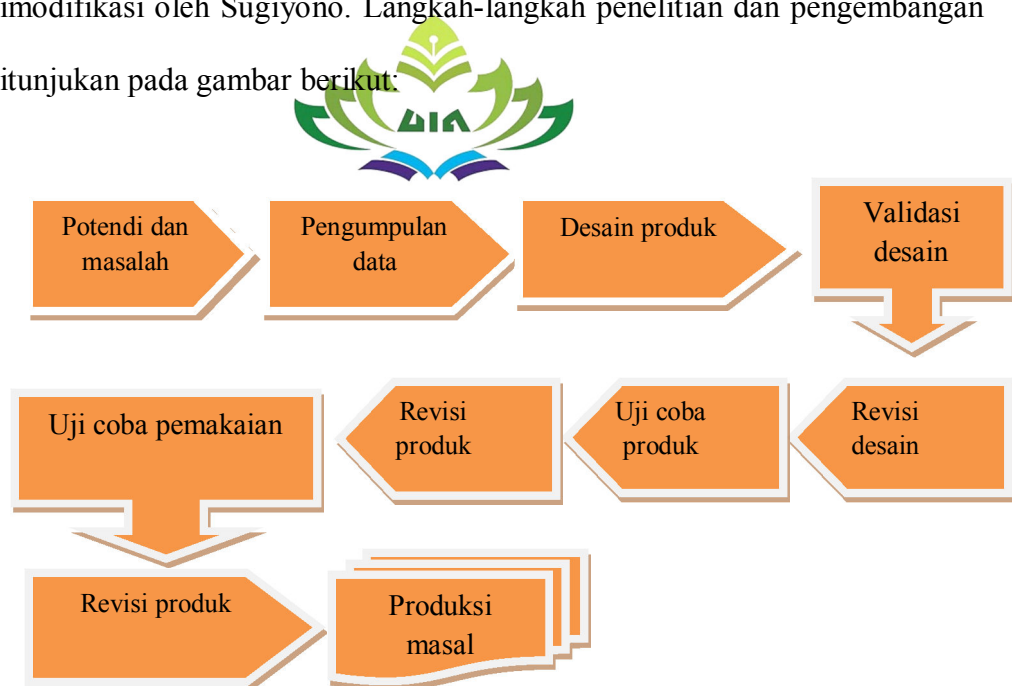 imodifikasi oleh Sugiyono. Langkah-langkah penelitian dan pengembangan
itunjukan pada gambar berikut:
UIN
Potendi dan
masalah
Pengumpulan
data
Desain produk
Validasi
desain
Revisi
desain
Uji coba
produk
Revisi
produk
Uji coba pemakaian
Revisi produk
Produksi
masal